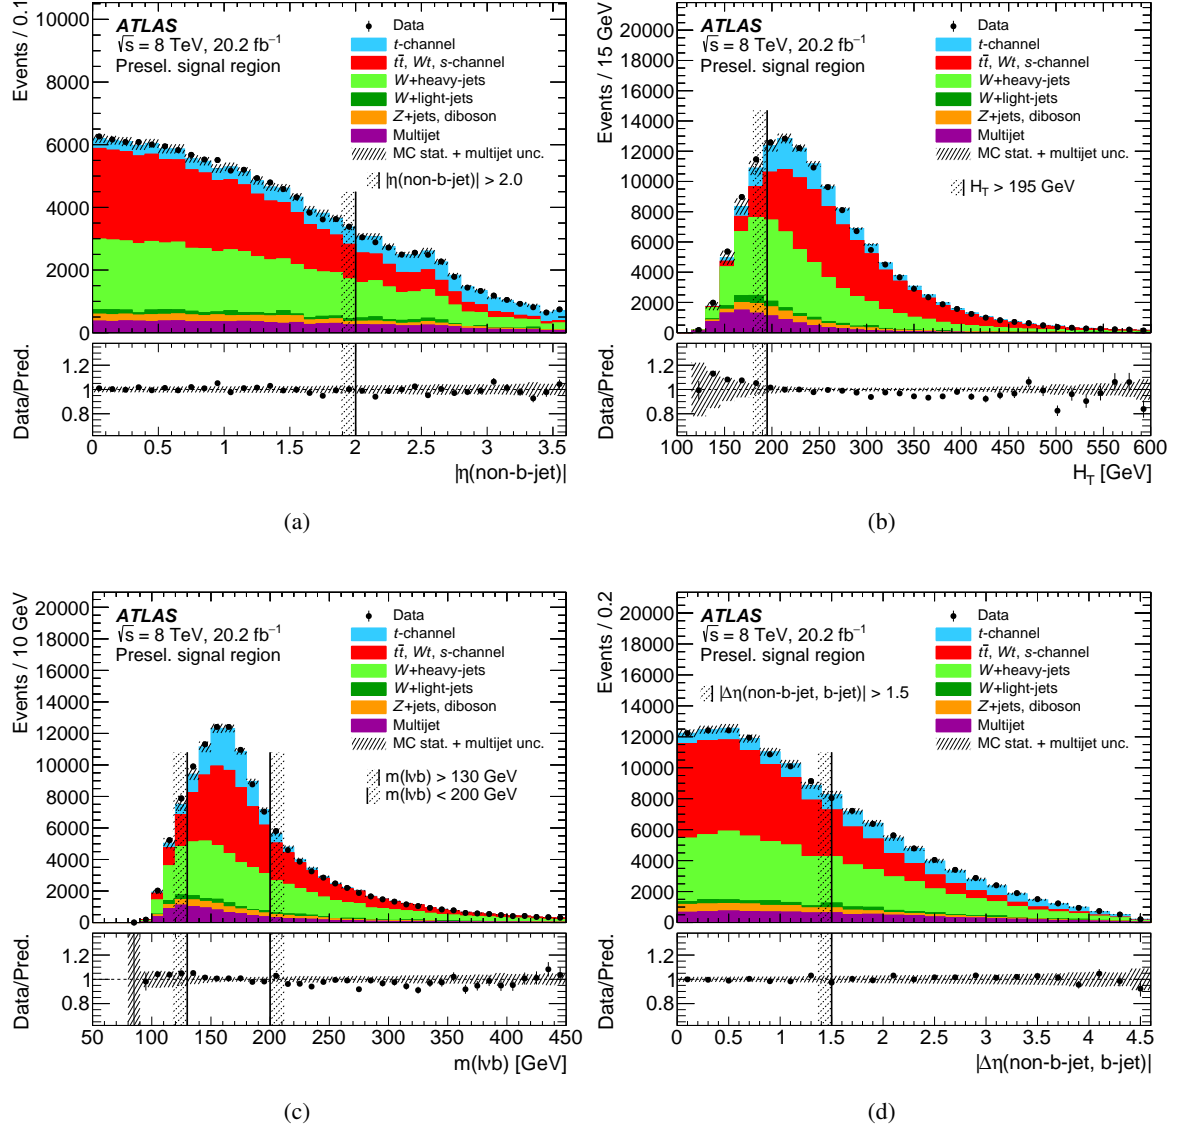 Events / 0.1
10000
8000
6000
4000
2000
0
ATLAS
√s = 8 TeV, 20.2 fb⁻¹
Presel. signal region
Data
t-channel
tt̅, Wt, s-channel
W+heavy-jets
W+light-jets
Z+jets, diboson
Multijet
MC stat. + multijet unc.
|η(non-b-jet)| > 2.0
Data/Pred.
1.2
1
0.8
0 0.5 1 1.5 2 2.5 3 3.5
|η(non-b-jet)|
(a)
Events / 15 GeV
20000
18000
16000
14000
12000
10000
8000
6000
4000
2000
0
ATLAS
√s = 8 TeV, 20.2 fb⁻¹
Presel. signal region
Data
t-channel
tt̅, Wt, s-channel
W+heavy-jets
W+light-jets
Z+jets, diboson
Multijet
MC stat. + multijet unc.
H_T > 195 GeV
Data/Pred.
1.2
1
0.8
100 150 200 250 300 350 400 450 500 550 600
H_T [GeV]
(b)
Events / 10 GeV
20000
18000
16000
14000
12000
10000
8000
6000
4000
2000
0
ATLAS
√s = 8 TeV, 20.2 fb⁻¹
Presel. signal region
Data
t-channel
tt̅, Wt, s-channel
W+heavy-jets
W+light-jets
Z+jets, diboson
Multijet
MC stat. + multijet unc.
m(lνb) > 130 GeV
m(lνb) < 200 GeV
Data/Pred.
1.2
1
0.8
50 100 150 200 250 300 350 400 450
m(lνb) [GeV]
(c)
Events / 0.2
20000
18000
16000
14000
12000
10000
8000
6000
4000
2000
0
ATLAS
√s = 8 TeV, 20.2 fb⁻¹
Presel. signal region
Data
t-channel
tt̅, Wt, s-channel
W+heavy-jets
W+light-jets
Z+jets, diboson
Multijet
MC stat. + multijet unc.
|Δη(non-b-jet, b-jet)| > 1.5
Data/Pred.
1.2
1
0.8
0 0.5 1 1.5 2 2.5 3 3.5 4 4.5
|Δη(non-b-jet, b-jet)|
(d)